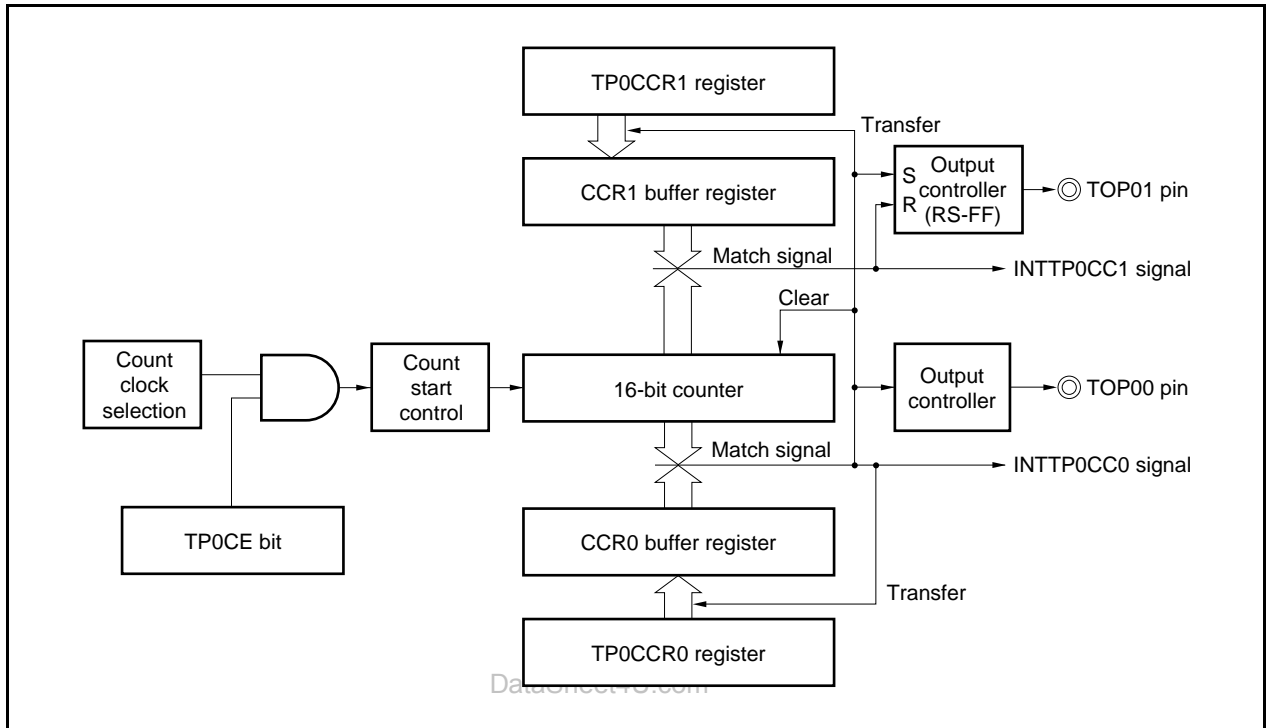 TP0CCR1 register
Transfer
CCR1 buffer register
S
R
Output
controller
(RS-FF)
TOP01 pin
Match signal
INTTP0CC1 signal
Clear
Count
clock
selection
Count
start
control
16-bit counter
Output
controller
TOP00 pin
Match signal
INTTP0CC0 signal
TP0CE bit
CCR0 buffer register
Transfer
TP0CCR0 register
DataSheet4U.com